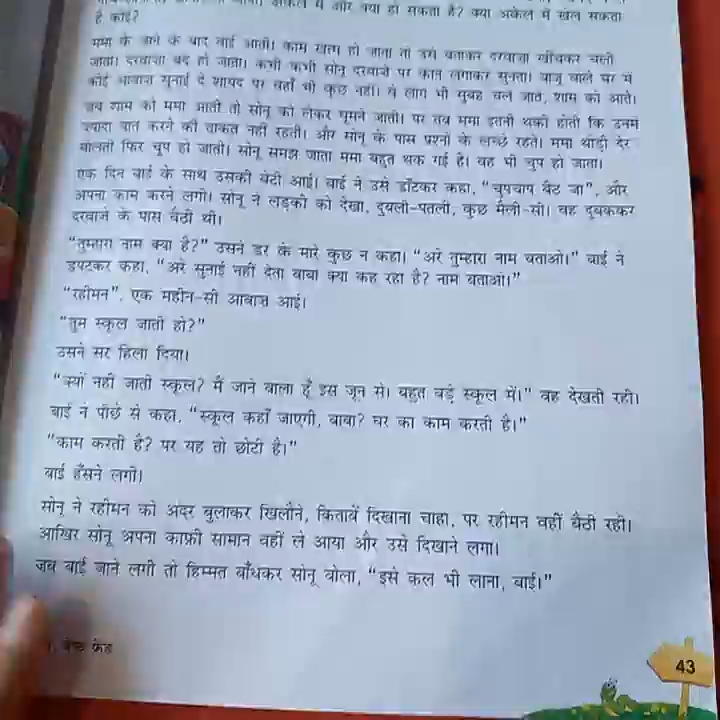 और क्या हो सकता है? क्या अकेले में खेल सकता
है कोई?
ममा के जाने के बाद बाई आती। काम खत्म हो जाता तो उसे बताकर दरवाज़ा खींचकर चली
जाती। दरवाज़ा बंद हो जाता। कभी कभी सोनू दरवाज़े पर कान लगाकर सुनता। बाजू वाले घर में
कोई आवाज़ सुनाई दे शायद पर वहाँ भी कुछ नहीं। वे लोग भी सुबह चले जाते, शाम को आते।
जब शाम को ममा आती तो सोनू को लेकर घूमने जाती। पर तब ममा इतनी थकी होती कि उनमें
ज़्यादा बात करने की ताकत नहीं रहती। और सोनू के पास प्रश्नों के लच्छे रहते। ममा थोड़ी देर
बोलती फिर चुप हो जाती। सोनू समझ जाता ममा बहुत थक गई है। वह भी चुप हो जाता।
एक दिन बाई के साथ उसकी बेटी आई। बाई ने उसे डाँटकर कहा, “चुपचाप बैठ जा”, और
अपना काम करने लगी। सोनू ने लड़की को देखा, दुबली-पतली, कुछ मैली-सी। वह दुबककर
दरवाज़े के पास बैठी थी।
“तुम्हारा नाम क्या है?” उसने डर के मारे कुछ न कहा। “अरे तुम्हारा नाम बताओ।” बाई ने
डपटकर कहा, “अरे सुनाई नहीं देता बाबा क्या कह रहा है? नाम बताओ।”
“रहीमन”, एक महीन-सी आवाज़ आई।
“तुम स्कूल जाती हो?”
उसने सर हिला दिया।
“क्यों नहीं जाती स्कूल? मैं जाने वाला हूँ इस जून से। बहुत बड़े स्कूल में।” वह देखती रही।
बाई ने पीछे से कहा, “स्कूल कहाँ जाएगी, बाबा? घर का काम करती है।”
“काम करती है? पर यह तो छोटी है।”
बाई हँसने लगी।
सोनू ने रहीमन को अंदर बुलाकर खिलौने, किताबें दिखाना चाहा, पर रहीमन वहीं बैठी रही।
आखिर सोनू अपना काफ़ी सामान वहीं ले आया और उसे दिखाने लगा।
जब बाई जाने लगी तो हिम्मत बाँधकर सोनू बोला, “इसे कल भी लाना, बाई।”
फ्रेंड
43